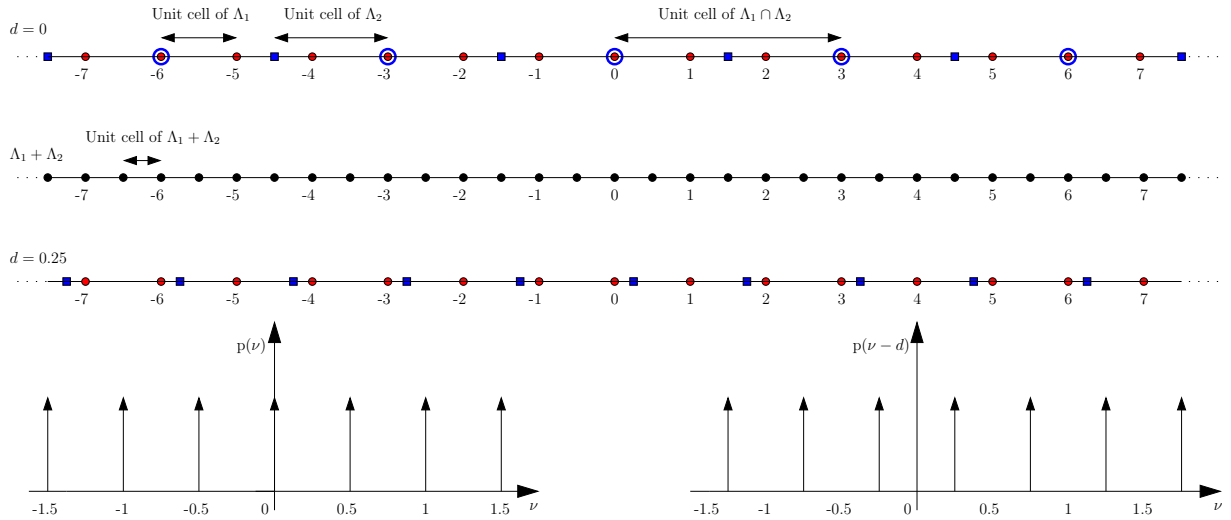 Unit cell of Λ₁ Unit cell of Λ₂ Unit cell of Λ₁ ∩ Λ₂
d = 0
-7 -6 -5 -4 -3 -2 -1 0 1 2 3 4 5 6 7
Unit cell of Λ₁ + Λ₂
Λ₁ + Λ₂
-7 -6 -5 -4 -3 -2 -1 0 1 2 3 4 5 6 7
d = 0.25
-7 -6 -5 -4 -3 -2 -1 0 1 2 3 4 5 6 7
p(ν) p(ν − d)
-1.5 -1 -0.5 0 0.5 1 1.5 ν
-1.5 -1 -0.5 0 0.5 1 1.5 ν